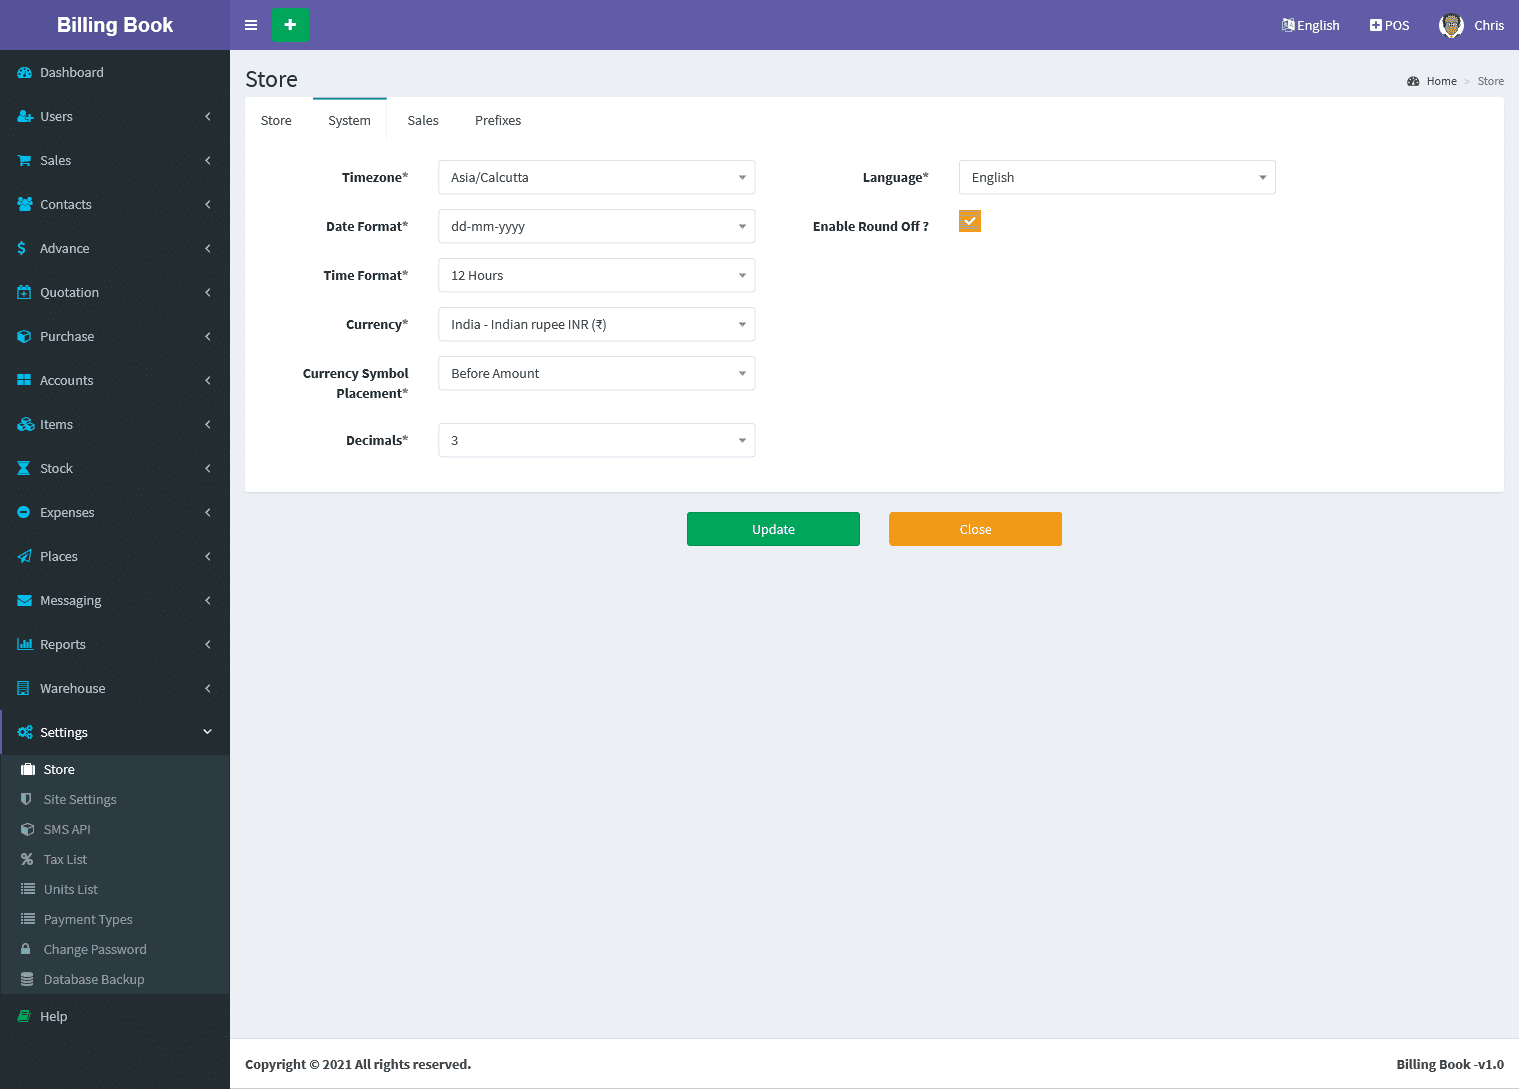 Billing Book
English
POS
Chris
Dashboard
Users
Sales
Contacts
Advance
Quotation
Purchase
Accounts
Items
Stock
Expenses
Places
Messaging
Reports
Warehouse
Settings
Store
Site Settings
SMS API
Tax List
Units List
Payment Types
Change Password
Database Backup
Help
Store
Home > Store
Store System Sales Prefixes
Timezone* Asia/Calcutta
Date Format* dd-mm-yyyy
Time Format* 12 Hours
Currency* India - Indian rupee INR (₹)
Currency Symbol
Placement* Before Amount
Decimals* 3
Language* English
Enable Round Off ?
Update Close
Copyright © 2021 All rights reserved.
Billing Book -v1.0